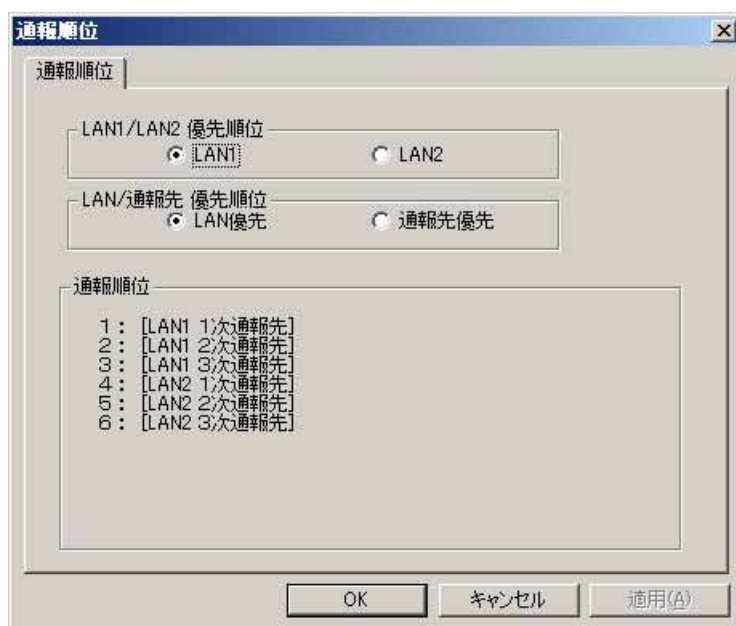 通報順位
通報順位
LAN1/LAN2 優先順位
LAN1 LAN2
LAN/通報先 優先順位
LAN優先 通報先優先
通報順位
1: [LAN1 1次通報先]
2: [LAN1 2次通報先]
3: [LAN1 3次通報先]
4: [LAN2 1次通報先]
5: [LAN2 2次通報先]
6: [LAN2 3次通報先]
OK キャンセル 適用(A)